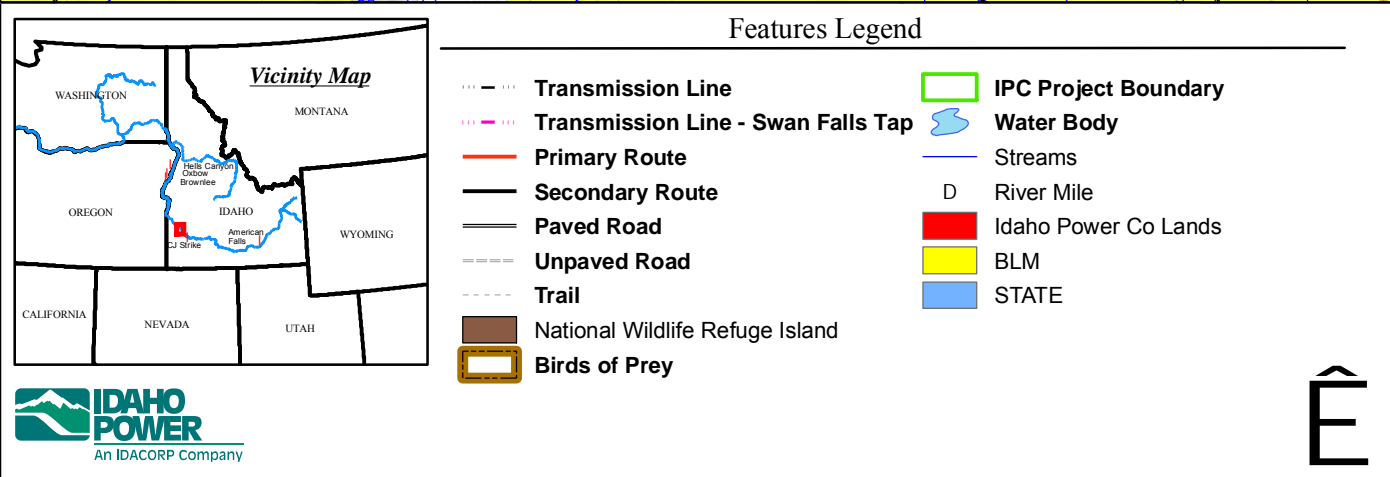 Features Legend
Vicinity Map
WASHINGTON
MONTANA
Hells Canyon
Oxbow
Brownlee
OREGON
IDAHO
American
Falls
CJ Strike
WYOMING
CALIFORNIA
NEVADA
UTAH
Transmission Line
Transmission Line - Swan Falls Tap
Primary Route
Secondary Route
Paved Road
Unpaved Road
Trail
National Wildlife Refuge Island
Birds of Prey
IPC Project Boundary
Water Body
Streams
D River Mile
Idaho Power Co Lands
BLM
STATE
IDAHO
POWER
An IDACORP Company
Ê